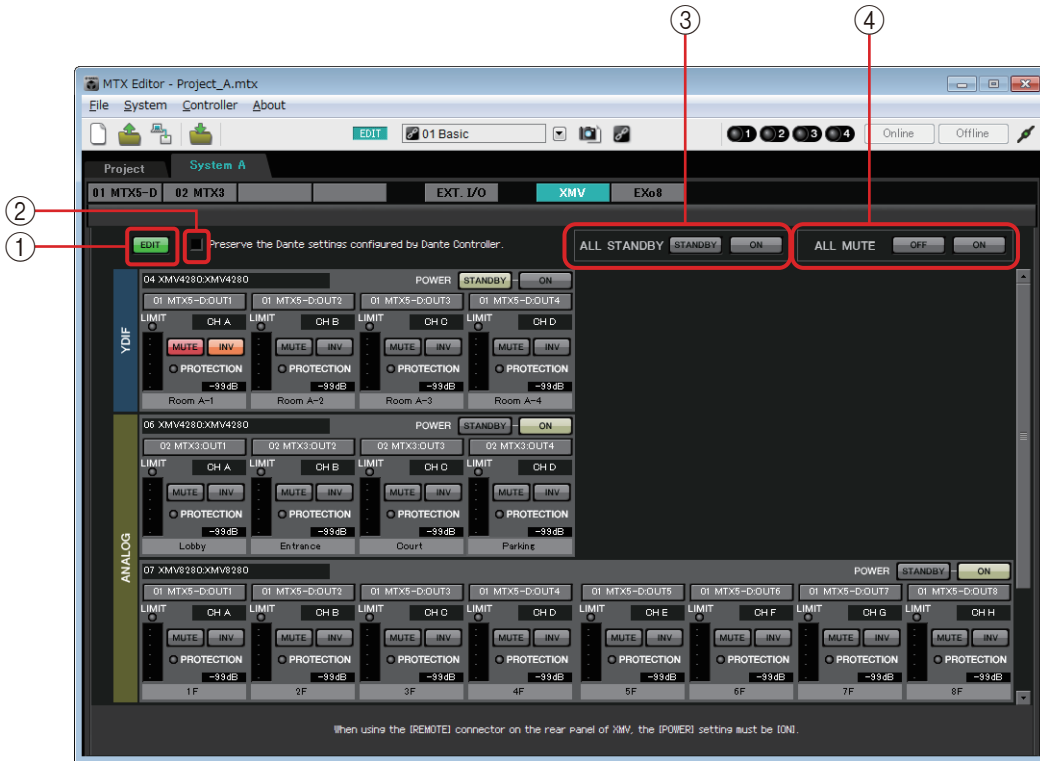 ③ ④
MTX Editor - Project_A.mtx
File System Controller About
EDIT 01 Basic 1 2 3 4 Online Offline
Project System A
01 MTX5-D 02 MTX3 EXT. I/O XMV EXo8
②
① EDIT Preserve the Dante settings configured by Dante Controller. ALL STANDBY STANDBY ON ALL MUTE OFF ON
YDIF
04 XMV4280:XMV4280 POWER STANDBY ON
01 MTX5-D:OUT1 01 MTX5-D:OUT2 01 MTX5-D:OUT3 01 MTX5-D:OUT4
LIMIT CH A LIMIT CH B LIMIT CH C LIMIT CH D
MUTE INV MUTE INV MUTE INV MUTE INV
PROTECTION PROTECTION PROTECTION PROTECTION
-99dB -99dB -99dB -99dB
Room A-1 Room A-2 Room A-3 Room A-4
ANALOG
06 XMV4280:XMV4280 POWER STANDBY ON
02 MTX3:OUT1 02 MTX3:OUT2 02 MTX3:OUT3 02 MTX3:OUT4
LIMIT CH A LIMIT CH B LIMIT CH C LIMIT CH D
MUTE INV MUTE INV MUTE INV MUTE INV
PROTECTION PROTECTION PROTECTION PROTECTION
-99dB -99dB -99dB -99dB
Lobby Entrance Court Parking
07 XMV8280:XMV8280 POWER STANDBY ON
01 MTX5-D:OUT1 01 MTX5-D:OUT2 01 MTX5-D:OUT3 01 MTX5-D:OUT4 01 MTX5-D:OUT5 01 MTX5-D:OUT6 01 MTX5-D:OUT7 01 MTX5-D:OUT8
LIMIT CH A LIMIT CH B LIMIT CH C LIMIT CH D LIMIT CH E LIMIT CH F LIMIT CH G LIMIT CH H
MUTE INV MUTE INV MUTE INV MUTE INV MUTE INV MUTE INV MUTE INV MUTE INV
PROTECTION PROTECTION PROTECTION PROTECTION PROTECTION PROTECTION PROTECTION PROTECTION
-99dB -99dB -99dB -99dB -99dB -99dB -99dB -99dB
1F 2F 3F 4F 5F 6F 7F 8F
When using the [REMOTE] connector on the rear panel of XMV, the [POWER] setting must be [ON].